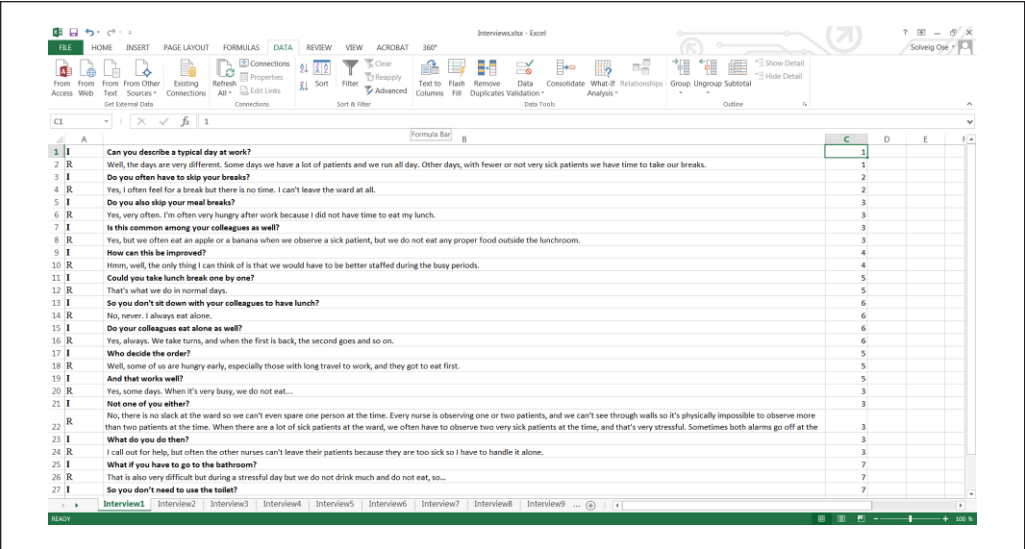 Interviews.xlsx - Excel
?
FILE HOME INSERT PAGE LAYOUT FORMULAS DATA REVIEW VIEW ACROBAT 360° Solveig Ose
From Access
From Web
From Text
From Other Sources
Existing Connections
Get External Data
Refresh All
Connections
Properties
Edit Links
Connections
Sort
Filter
Clear
Reapply
Advanced
Sort & Filter
Text to Columns
Flash Fill
Remove Duplicates
Data Validation
Consolidate
What-If Analysis
Relationships
Data Tools
Group
Ungroup
Subtotal
Show Detail
Hide Detail
Outline
C1 fx 1
Formula Bar
A B C D E
1 I Can you describe a typical day at work? 1
2 R Well, the days are very different. Some days we have a lot of patients and we run all day. Other days, with fewer or not very sick patients we have time to take our breaks. 1
3 I Do you often have to skip your breaks? 2
4 R Yes, I often feel for a break but there is no time. I can't leave the ward at all. 2
5 I Do you also skip your meal breaks? 3
6 R Yes, very often. I'm often very hungry after work because I did not have time to eat my lunch. 3
7 I Is this common among your colleagues as well? 3
8 R Yes, but we often eat an apple or a banana when we observe a sick patient, but we do not eat any proper food outside the lunchroom. 3
9 I How can this be improved? 4
10 R Hmm, well, the only thing I can think of is that we would have to be better staffed during the busy periods. 4
11 I Could you take lunch break one by one? 5
12 R That's what we do in normal days. 5
13 I So you don't sit down with your colleagues to have lunch? 6
14 R No, never. I always eat alone. 6
15 I Do your colleagues eat alone as well? 6
16 R Yes, always. We take turns, and when the first is back, the second goes and so on. 6
17 I Who decide the order? 5
18 R Well, some of us are hungry early, especially those with long travel to work, and they got to eat first. 5
19 I And that works well? 5
20 R Yes, some days. When it's very busy, we do not eat... 3
21 I Not one of you either? 3
No, there is no slack at the ward so we can't even spare one person at the time. Every nurse is observing one or two patients, and we can't see through walls so it's physically impossible to observe more
22 R than two patients at the time. When there are a lot of sick patients at the ward, we often have to observe two very sick patients at the time, and that's very stressful. Sometimes both alarms go off at the 3
23 I What do you do then? 3
24 R I call out for help, but often the other nurses can't leave their patients because they are too sick so I have to handle it alone. 3
25 I What if you have to go to the bathroom? 7
26 R That is also very difficult but during a stressful day but we do not drink much and do not eat, so... 7
27 I So you don't need to use the toilet? 7
Interview1 Interview2 Interview3 Interview4 Interview5 Interview6 Interview7 Interview8 Interview9 ...
READY 100 %